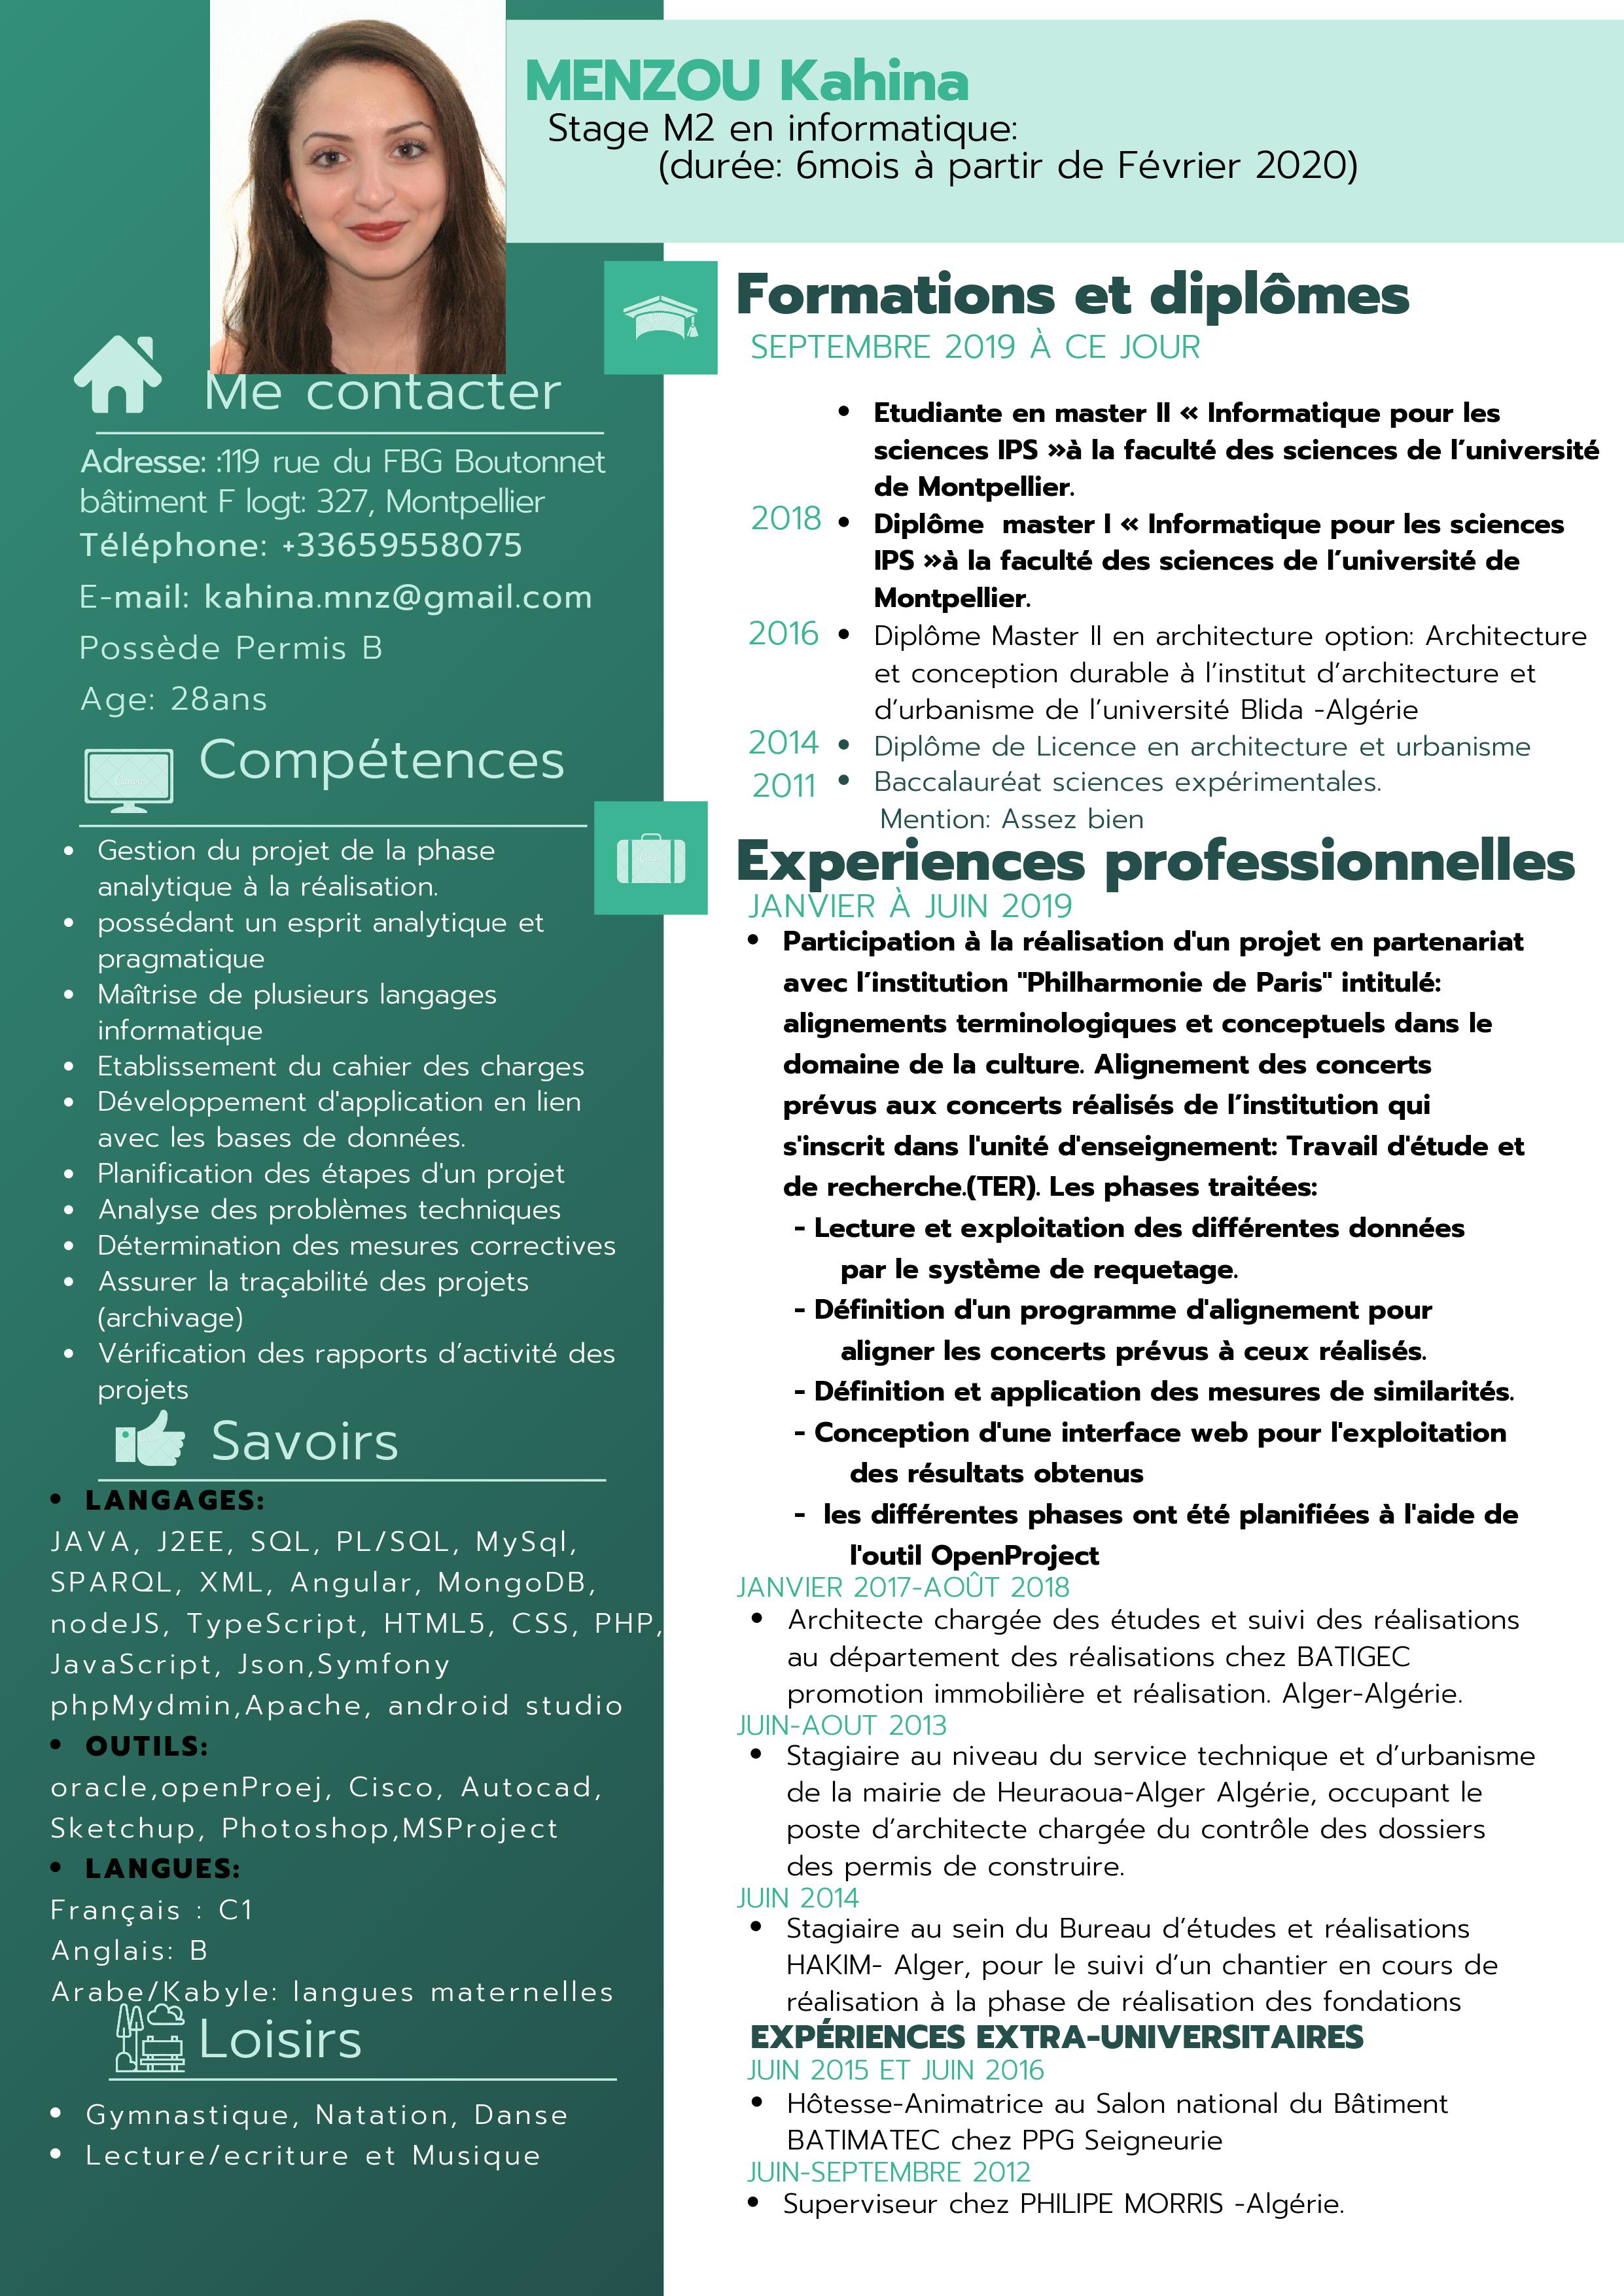 MENZOU Kahina
Stage M2 en informatique:
(durée: 6mois à partir de Février 2020)
Me contacter
Adresse: :119 rue du FBG Boutonnet
bâtiment F logt: 327, Montpellier
Téléphone: +33659558075
E-mail: kahina.mnz@gmail.com
Possède Permis B
Age: 28ans
Compétences
• Gestion du projet de la phase
analytique à la réalisation.
• possédant un esprit analytique et
pragmatique
• Maîtrise de plusieurs langages
informatique
• Etablissement du cahier des charges
• Développement d'application en lien
avec les bases de données.
• Planification des étapes d'un projet
• Analyse des problèmes techniques
• Détermination des mesures correctives
• Assurer la traçabilité des projets
(archivage)
• Vérification des rapports d’activité des
projets
Savoirs
• LANGAGES:
JAVA, J2EE, SQL, PL/SQL, MySql,
SPARQL, XML, Angular, MongoDB,
nodeJS, TypeScript, HTML5, CSS, PHP,
JavaScript, Json,Symfony
phpMydmin,Apache, android studio
• OUTILS:
oracle,openProej, Cisco, Autocad,
Sketchup, Photoshop,MSProject
• LANGUES:
Français : C1
Anglais: B
Arabe/Kabyle: langues maternelles
Loisirs
• Gymnastique, Natation, Danse
• Lecture/ecriture et Musique
Formations et diplômes
SEPTEMBRE 2019 À CE JOUR
• Etudiante en master II « Informatique pour les
sciences IPS »à la faculté des sciences de l’université
de Montpellier.
2018 • Diplôme  master I « Informatique pour les sciences
IPS »à la faculté des sciences de l’université de
Montpellier.
2016 • Diplôme Master II en architecture option: Architecture
et conception durable à l’institut d’architecture et
d’urbanisme de l’université Blida -Algérie
2014 • Diplôme de Licence en architecture et urbanisme
2011 • Baccalauréat sciences expérimentales.
Mention: Assez bien
Experiences professionnelles
JANVIER À JUIN 2019
• Participation à la réalisation d'un projet en partenariat
avec l’institution "Philharmonie de Paris" intitulé:
alignements terminologiques et conceptuels dans le
domaine de la culture. Alignement des concerts
prévus aux concerts réalisés de l’institution qui
s'inscrit dans l'unité d'enseignement: Travail d'étude et
de recherche.(TER). Les phases traitées:
- Lecture et exploitation des différentes données
par le système de requetage.
- Définition d'un programme d'alignement pour
aligner les concerts prévus à ceux réalisés.
- Définition et application des mesures de similarités.
- Conception d'une interface web pour l'exploitation
des résultats obtenus
- les différentes phases ont été planifiées à l'aide de
l'outil OpenProject
JANVIER 2017-AOÛT 2018
• Architecte chargée des études et suivi des réalisations
au département des réalisations chez BATIGEC
promotion immobilière et réalisation. Alger-Algérie.
JUIN-AOUT 2013
• Stagiaire au niveau du service technique et d’urbanisme
de la mairie de Heuraoua-Alger Algérie, occupant le
poste d’architecte chargée du contrôle des dossiers
des permis de construire.
JUIN 2014
• Stagiaire au sein du Bureau d’études et réalisations
HAKIM- Alger, pour le suivi d’un chantier en cours de
réalisation à la phase de réalisation des fondations
EXPÉRIENCES EXTRA-UNIVERSITAIRES
JUIN 2015 ET JUIN 2016
• Hôtesse-Animatrice au Salon national du Bâtiment
BATIMATEC chez PPG Seigneurie
JUIN-SEPTEMBRE 2012
• Superviseur chez PHILIPE MORRIS -Algérie.